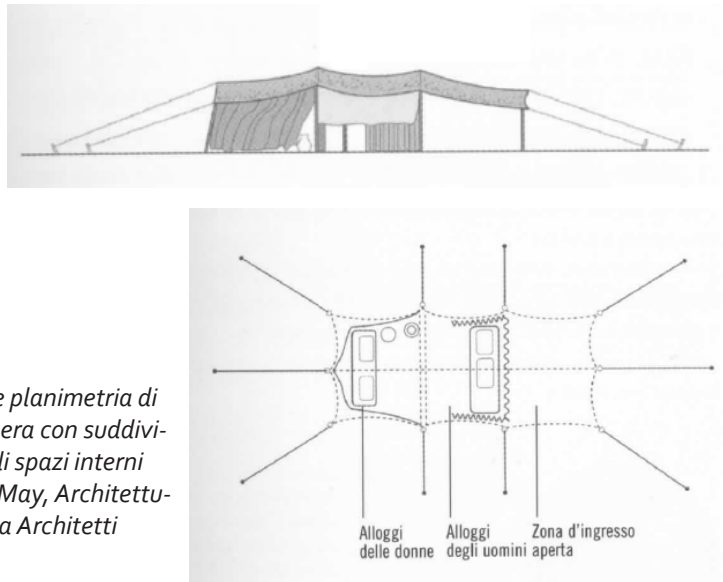 e planimetria di
era con suddivi-
li spazi interni
May, Architettu-
a Architetti
Alloggi Alloggi Zona d'ingresso
delle donne degli uomini aperta